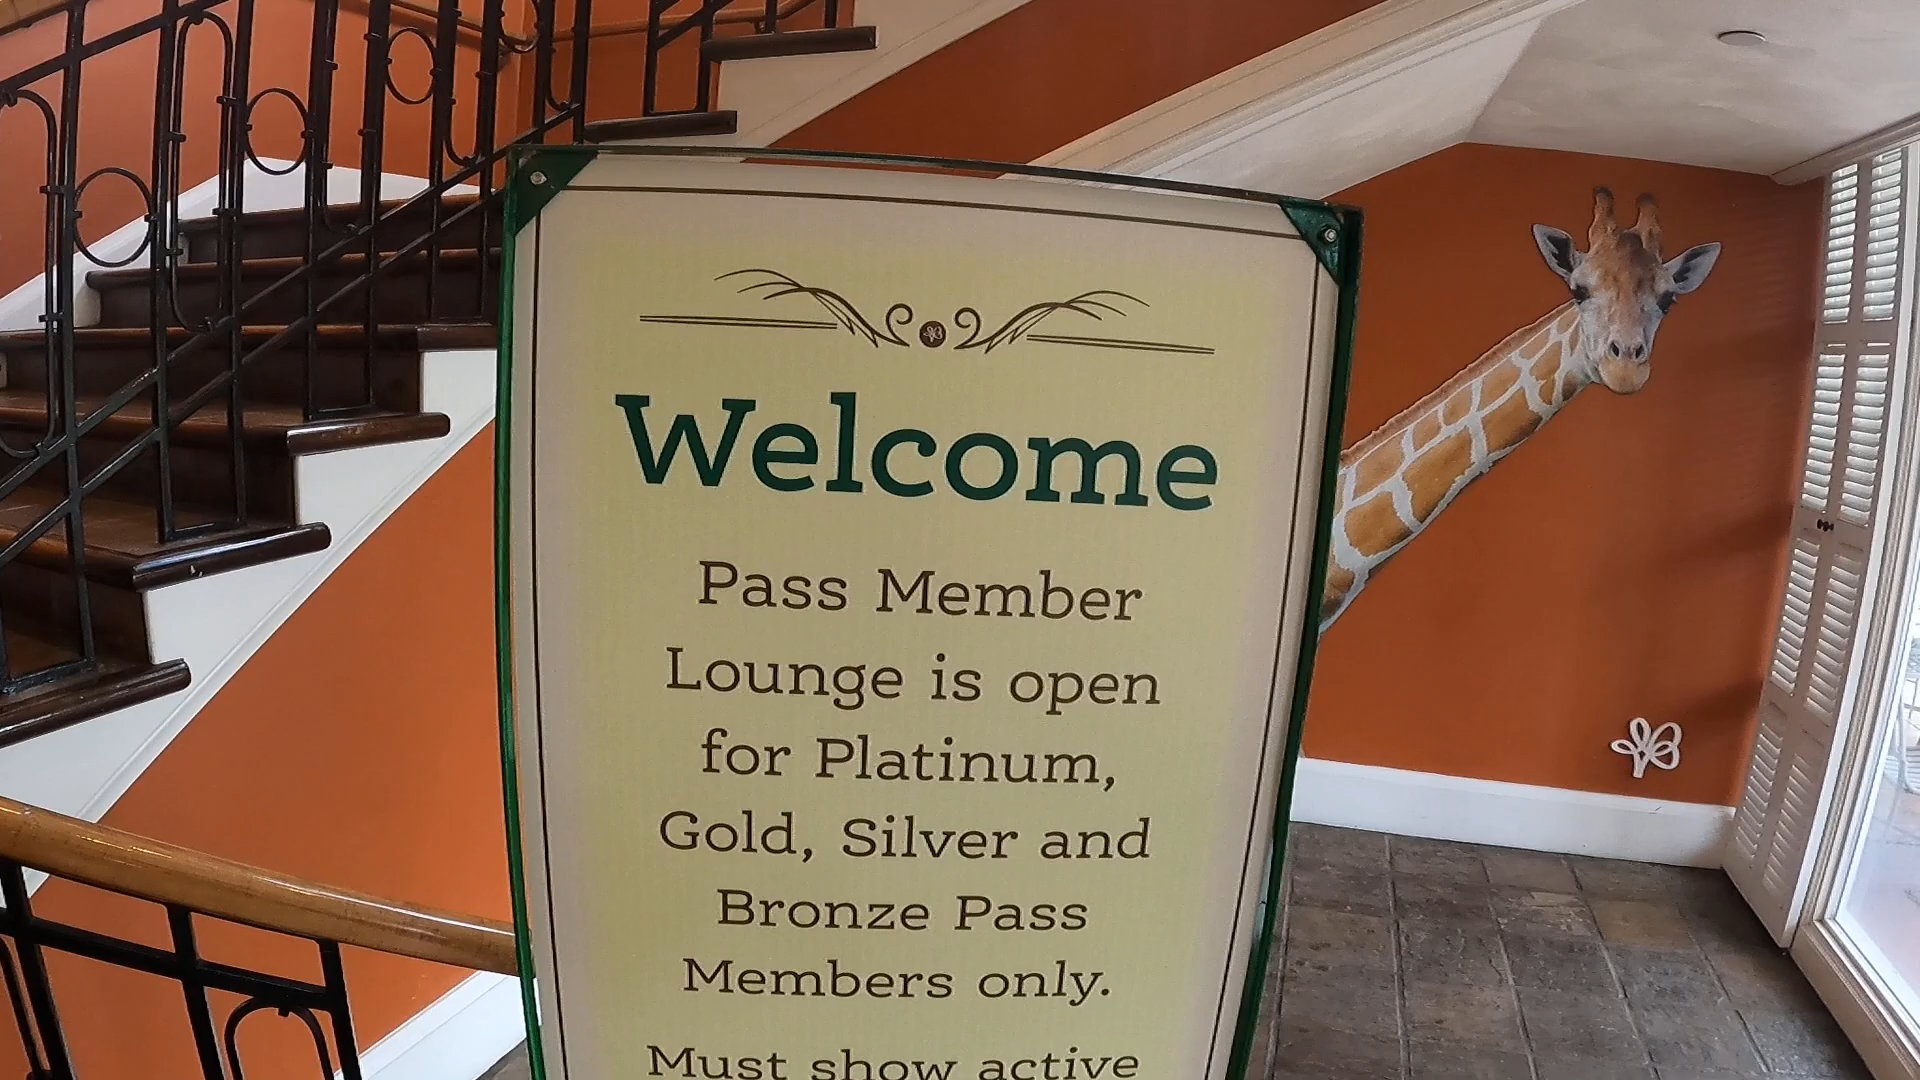 Welcome
Pass Member
Lounge is open
for Platinum,
Gold, Silver and
Bronze Pass
Members only.
Must show active